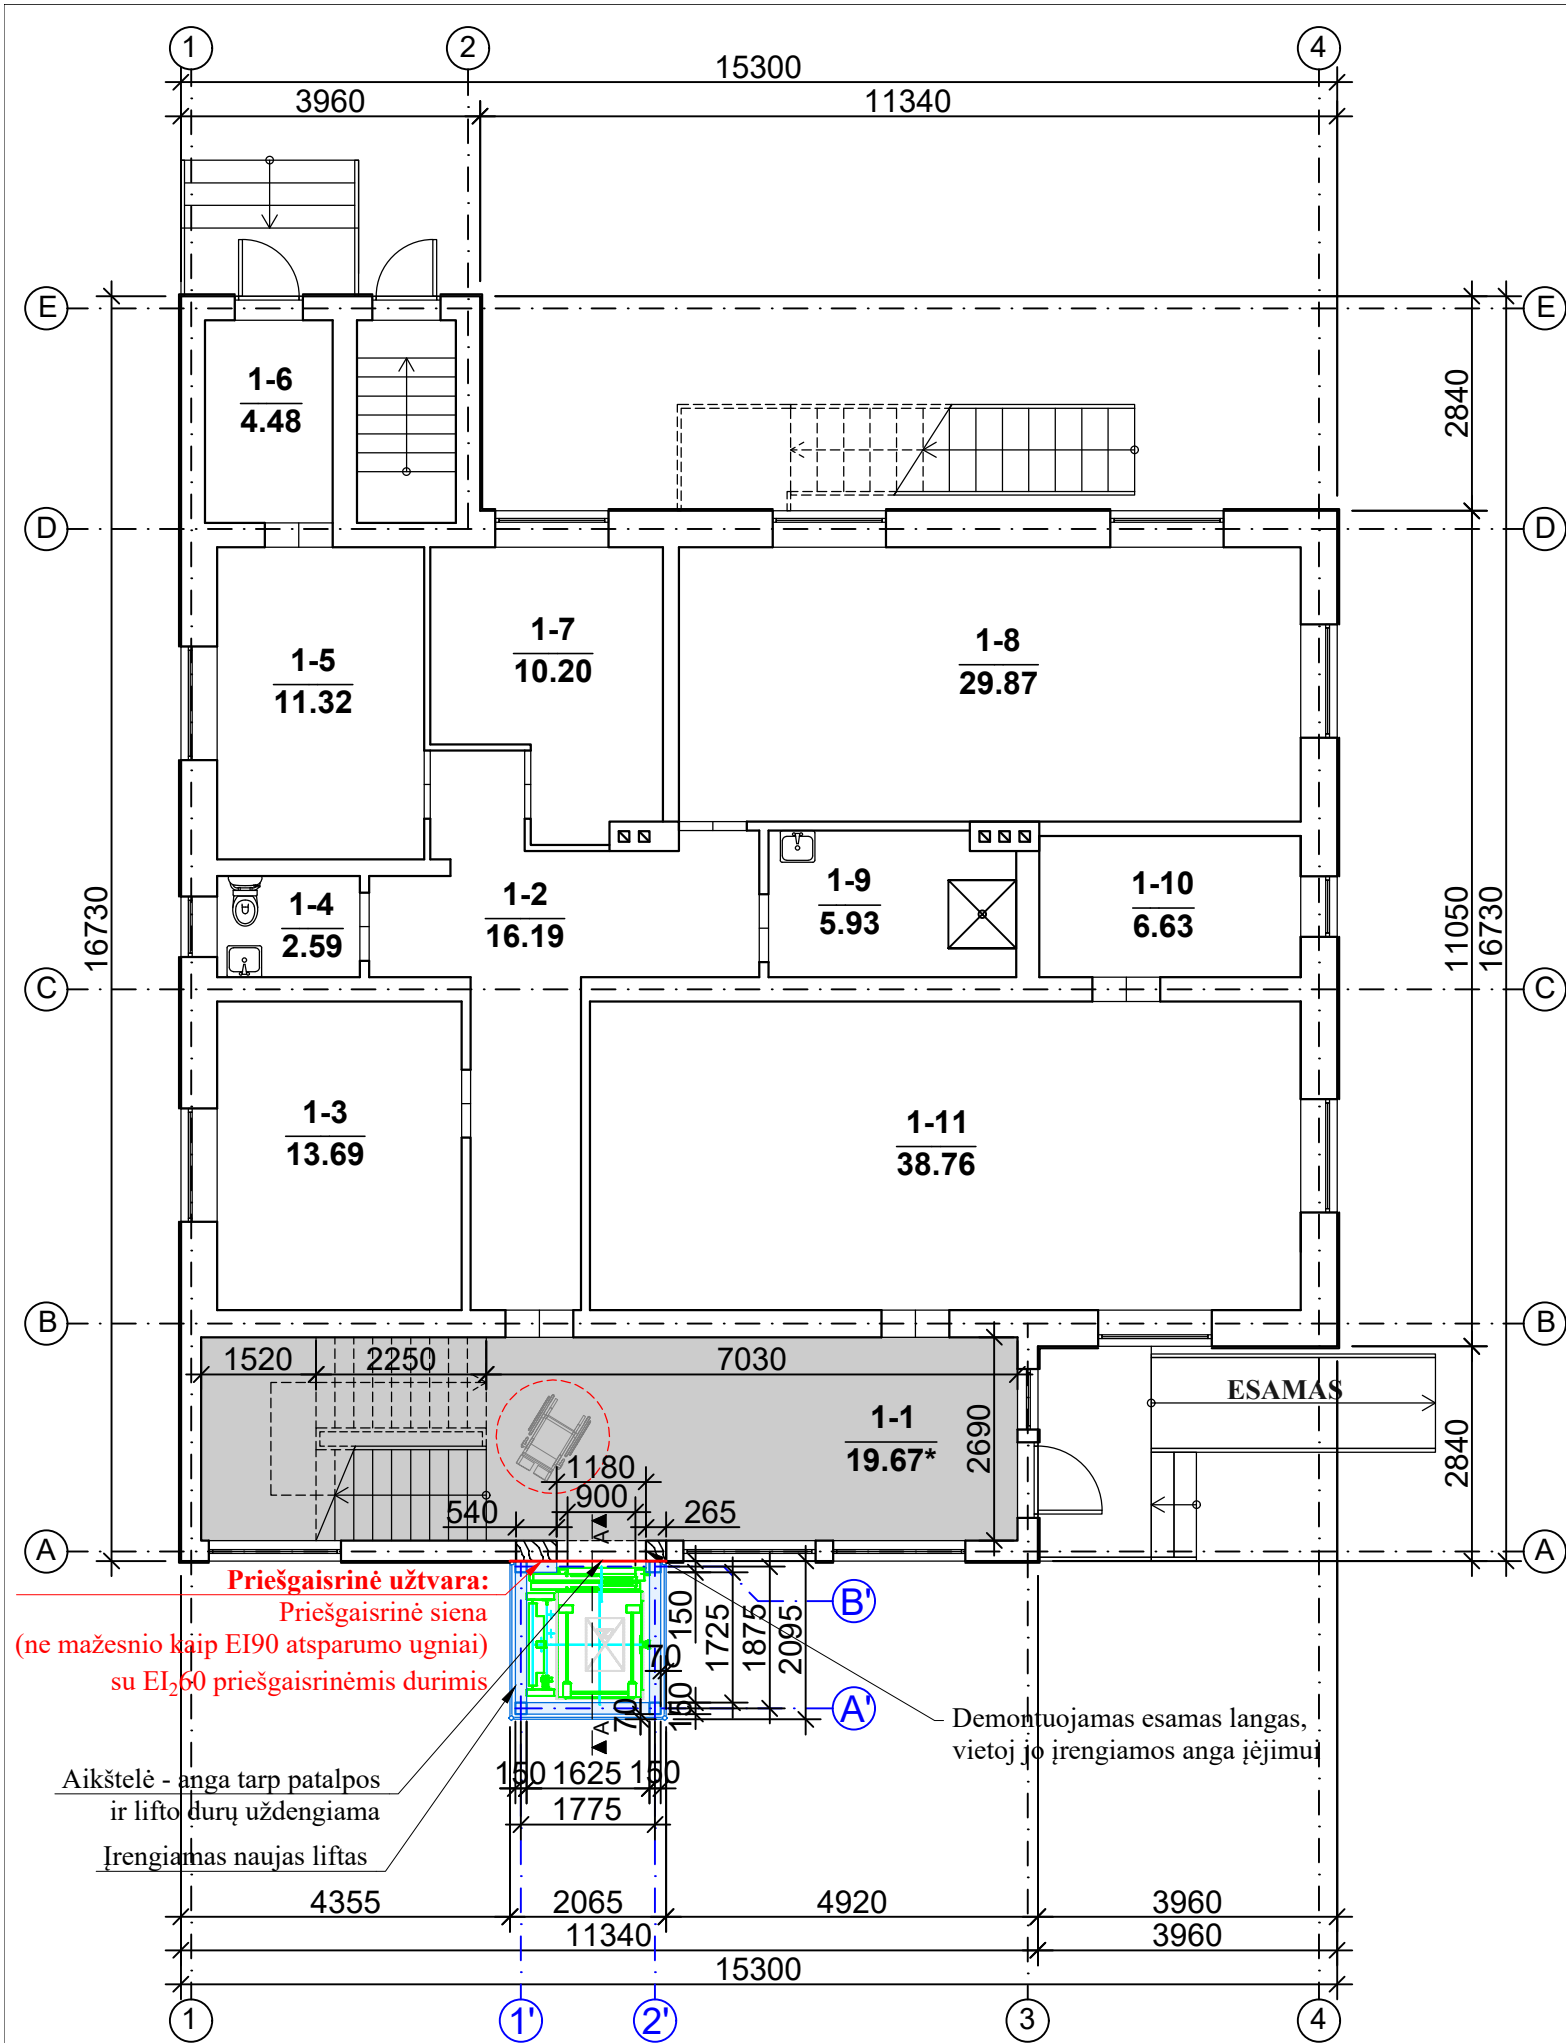 1
2
4
15300
3960
11340
E
E
2840
1-6
4.48
D
D
1-5
11.32
1-7
10.20
1-8
29.87
1-4
2.59
1-2
16.19
1-9
5.93
1-10
6.63
16730
11050
16730
C
C
1-3
13.69
1-11
38.76
B
B
1520
2250
7030
ESAMAS
1-1
19.67*
2690
2840
1180
900
540
265
A
A
A
Priešgaisrinė užtvara:
Priešgaisrinė siena
(ne mažesnio kaip EI90 atsparumo ugniai)
su EI₂60 priešgaisrinėmis durimis
150
1725
1875
2095
B'
70
150
70
A'
A
Demontuojamas esamas langas,
vietoj jo įrengiamos anga įėjimui
Aikštelė - anga tarp patalpos
ir lifto durų uždengiama
Įrengiamas naujas liftas
150
1625
150
1775
4355
2065
4920
3960
11340
3960
15300
1
1'
2'
3
4